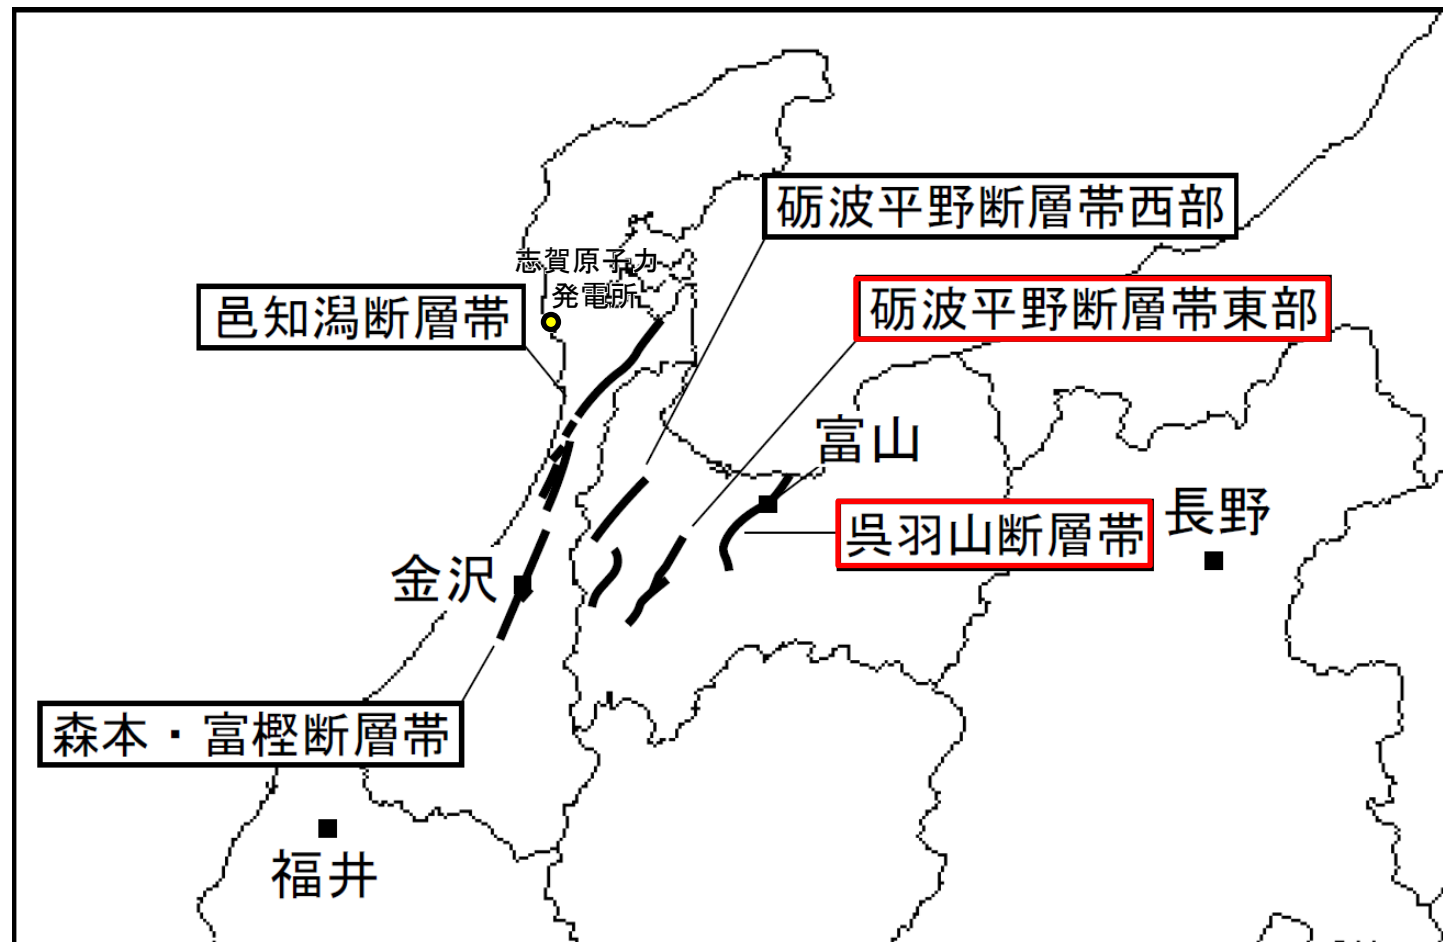 砺波平野断層帯西部
志賀原子力
発電所
邑知潟断層帯
砺波平野断層帯東部
富山
長野
呉羽山断層帯
金沢
森本・富樫断層帯
福井